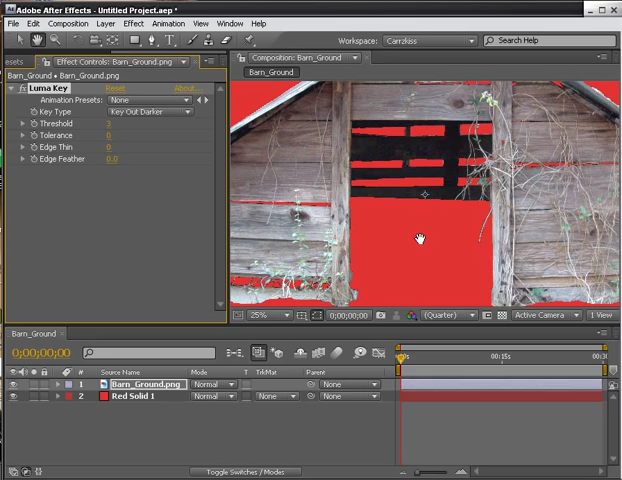 Adobe After Effects - Untitled Project.aep *
File Edit Composition Layer Effect Animation View Window Help
Workspace: Carrzkiss Search Help
Effect Controls: Barn_Ground.png
Composition: Barn_Ground
Barn_Ground • Barn_Ground.png
Barn_Ground
fx Luma Key Reset About...
Animation Presets: None
Key Type Key Out Darker
Threshold 3
Tolerance 0
Edge Thin 0
Edge Feather 0.0
25% 0;00;00;00 (Quarter) Active Camera 1 View
Barn_Ground
0;00;00;00
00:15s
# Source Name Mode T TrkMat Parent
1 Barn_Ground.png Normal None
2 Red Solid 1 Normal None None
Toggle Switches / Modes